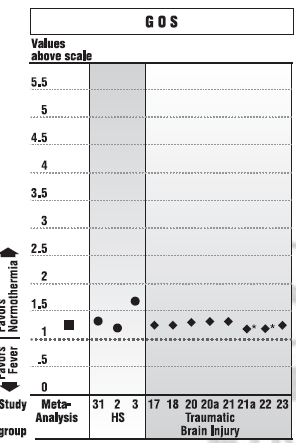 GOS
Values
above scale
5.5
5
4.5
4
3.5
3
2.5
2
1.5
1
.5
0
Favors
Normothermia
Favors
Fever
Study
group
Meta-
Analysis
31 2 3 17 18 20 20a 21 21a 22 23
HS
Traumatic
Brain Injury
* *